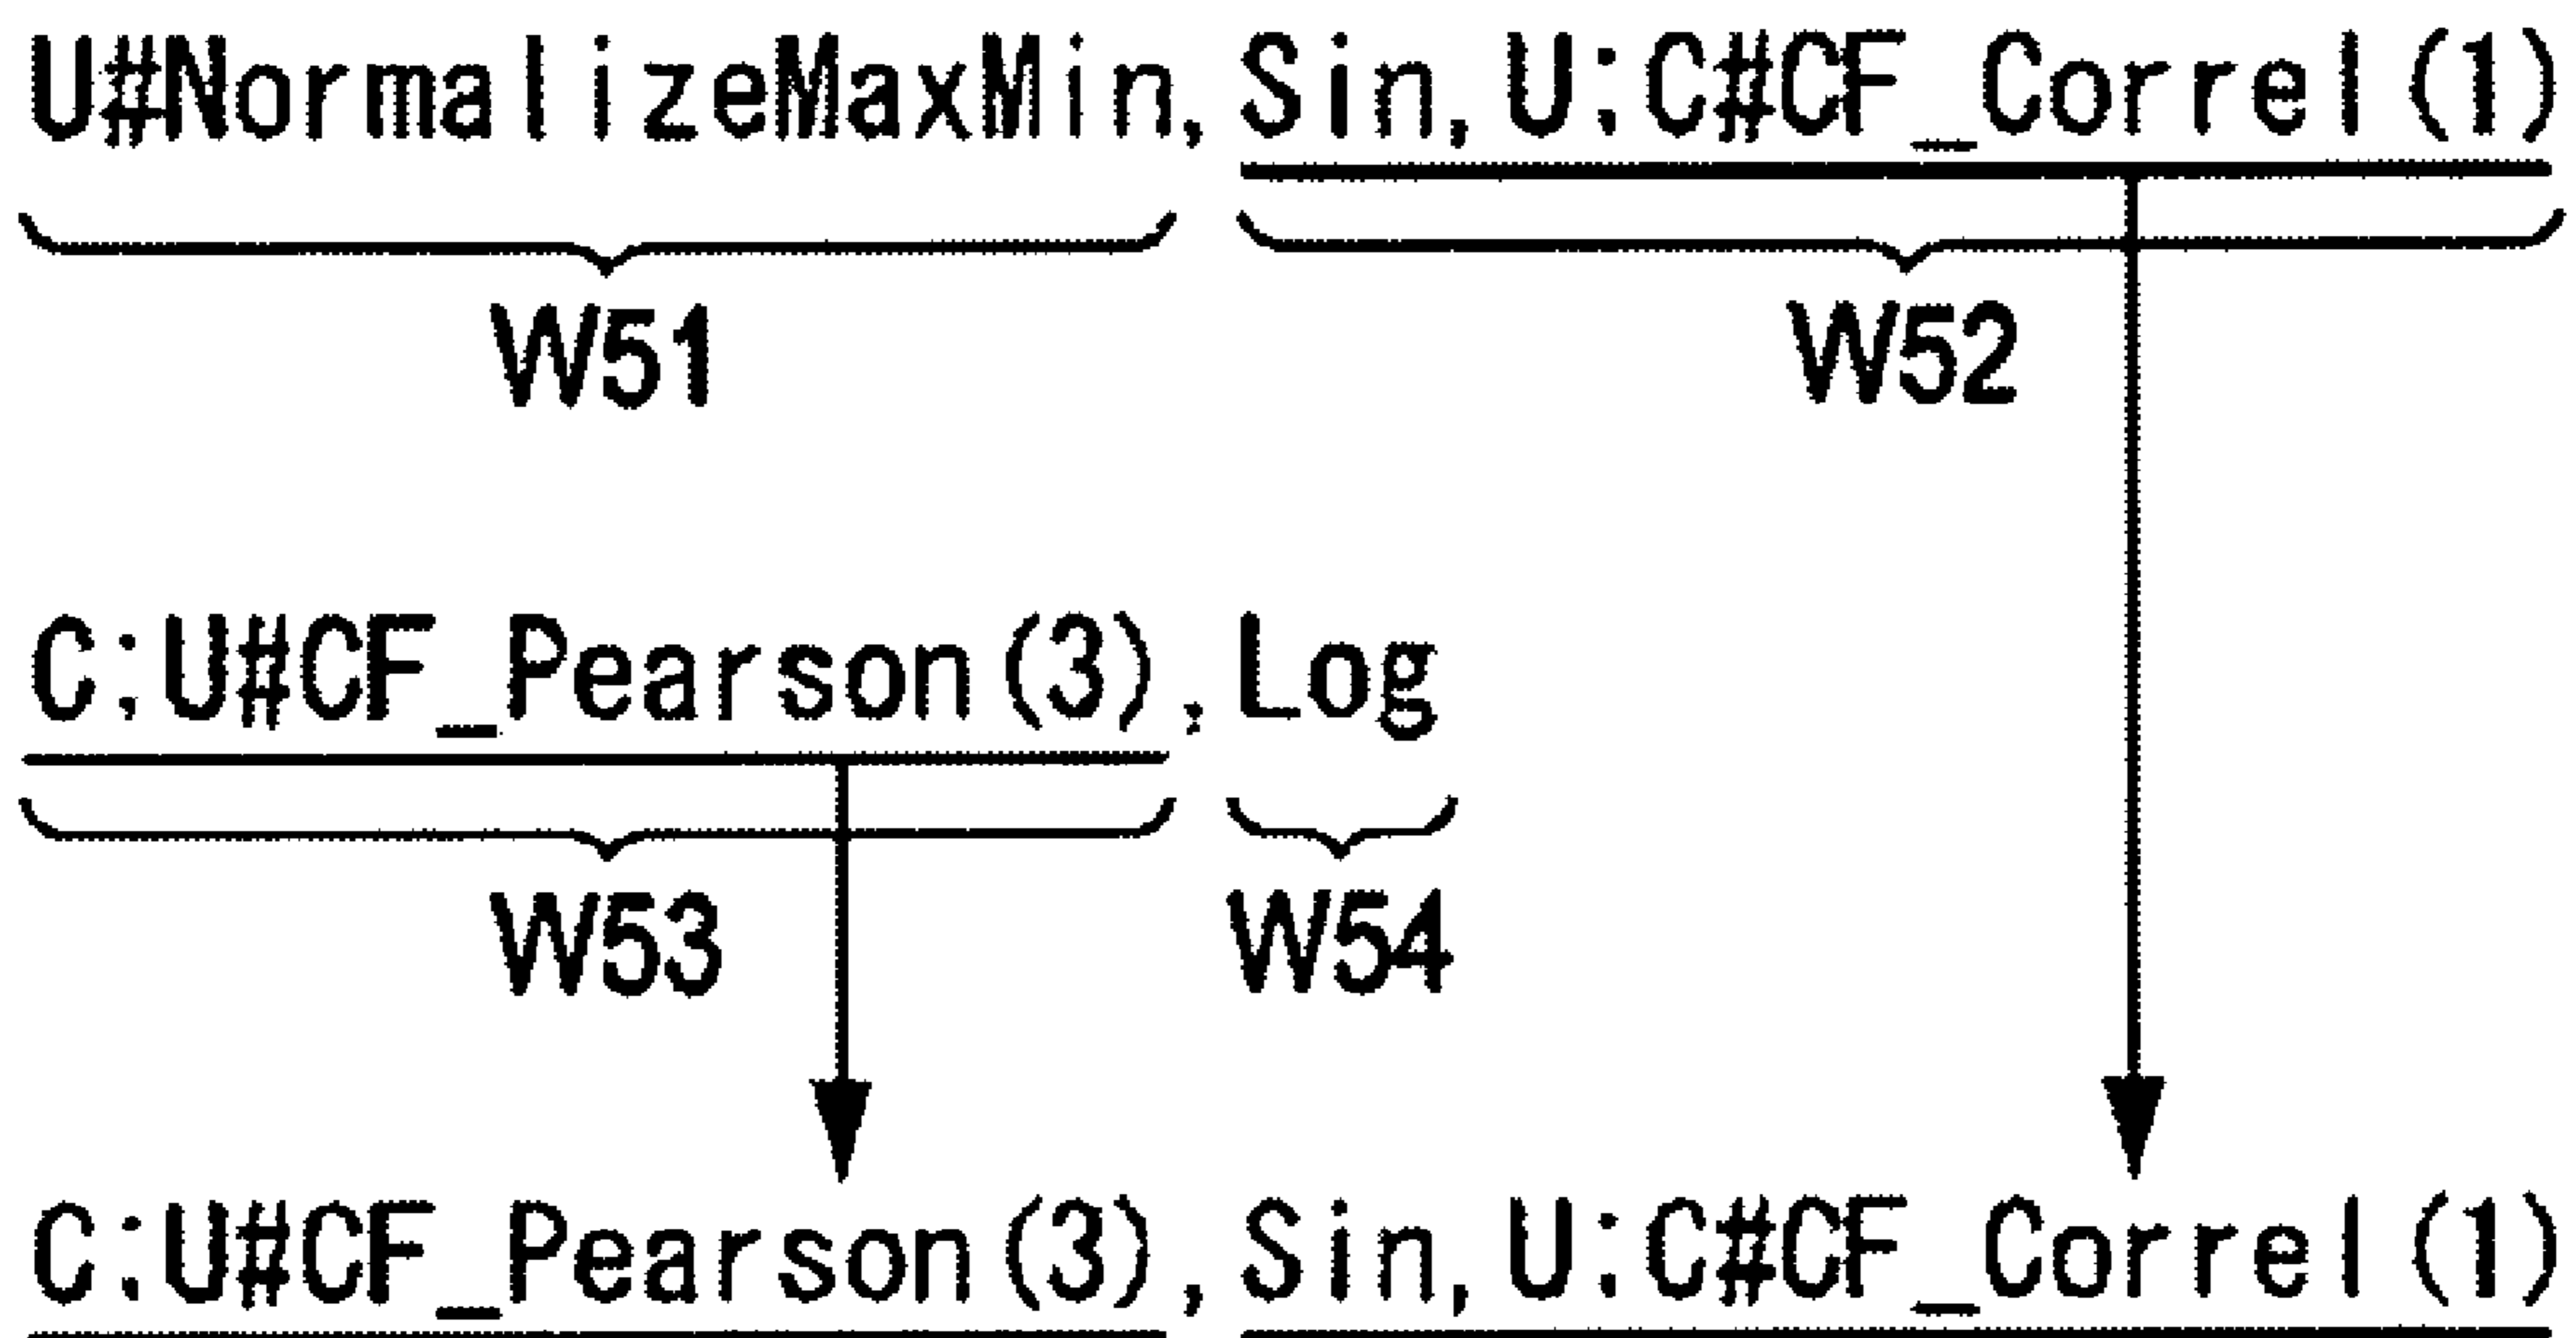 U#NormalizeMaxMin,Sin,U:C#CF_Correl(1)
W51 W52
C:U#CF_Pearson(3),Log
W53 W54
C:U#CF_Pearson(3),Sin,U:C#CF_Correl(1)